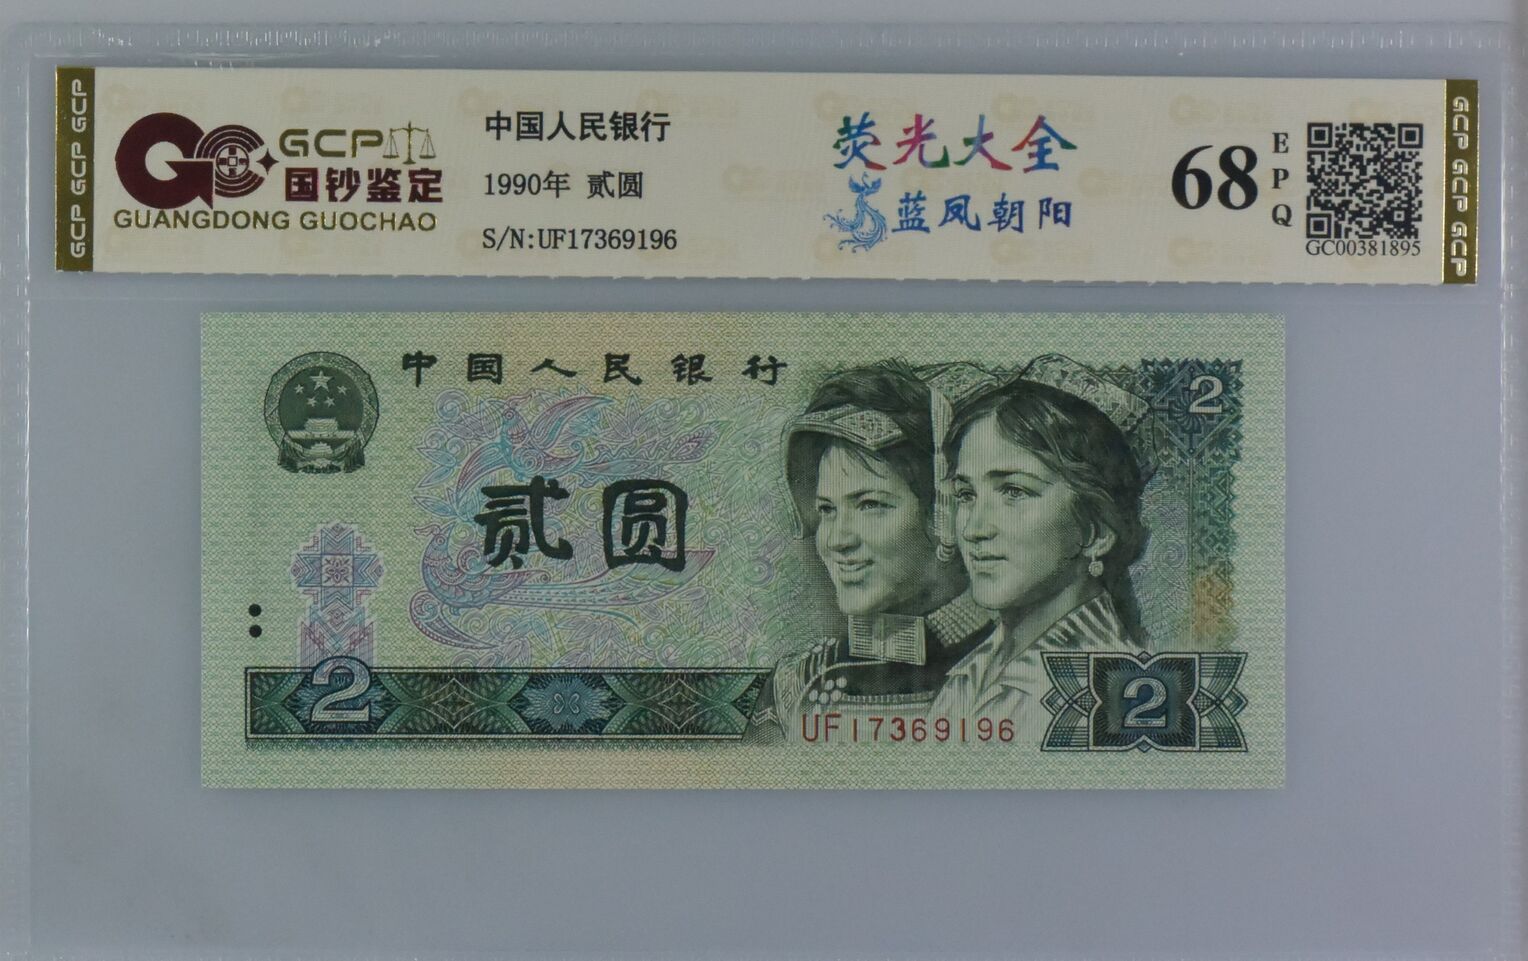 GCP GCP GCP
GCP
国钞鉴定
GUANGDONG GUOCHAO
中国人民银行
1990年 贰圆
S/N:UF17369196
荧光大全
蓝凤朝阳
68
EPQ
GC00381895
GCP GCP GCP
中国人民银行
2
贰圆
2
UF17369196
2